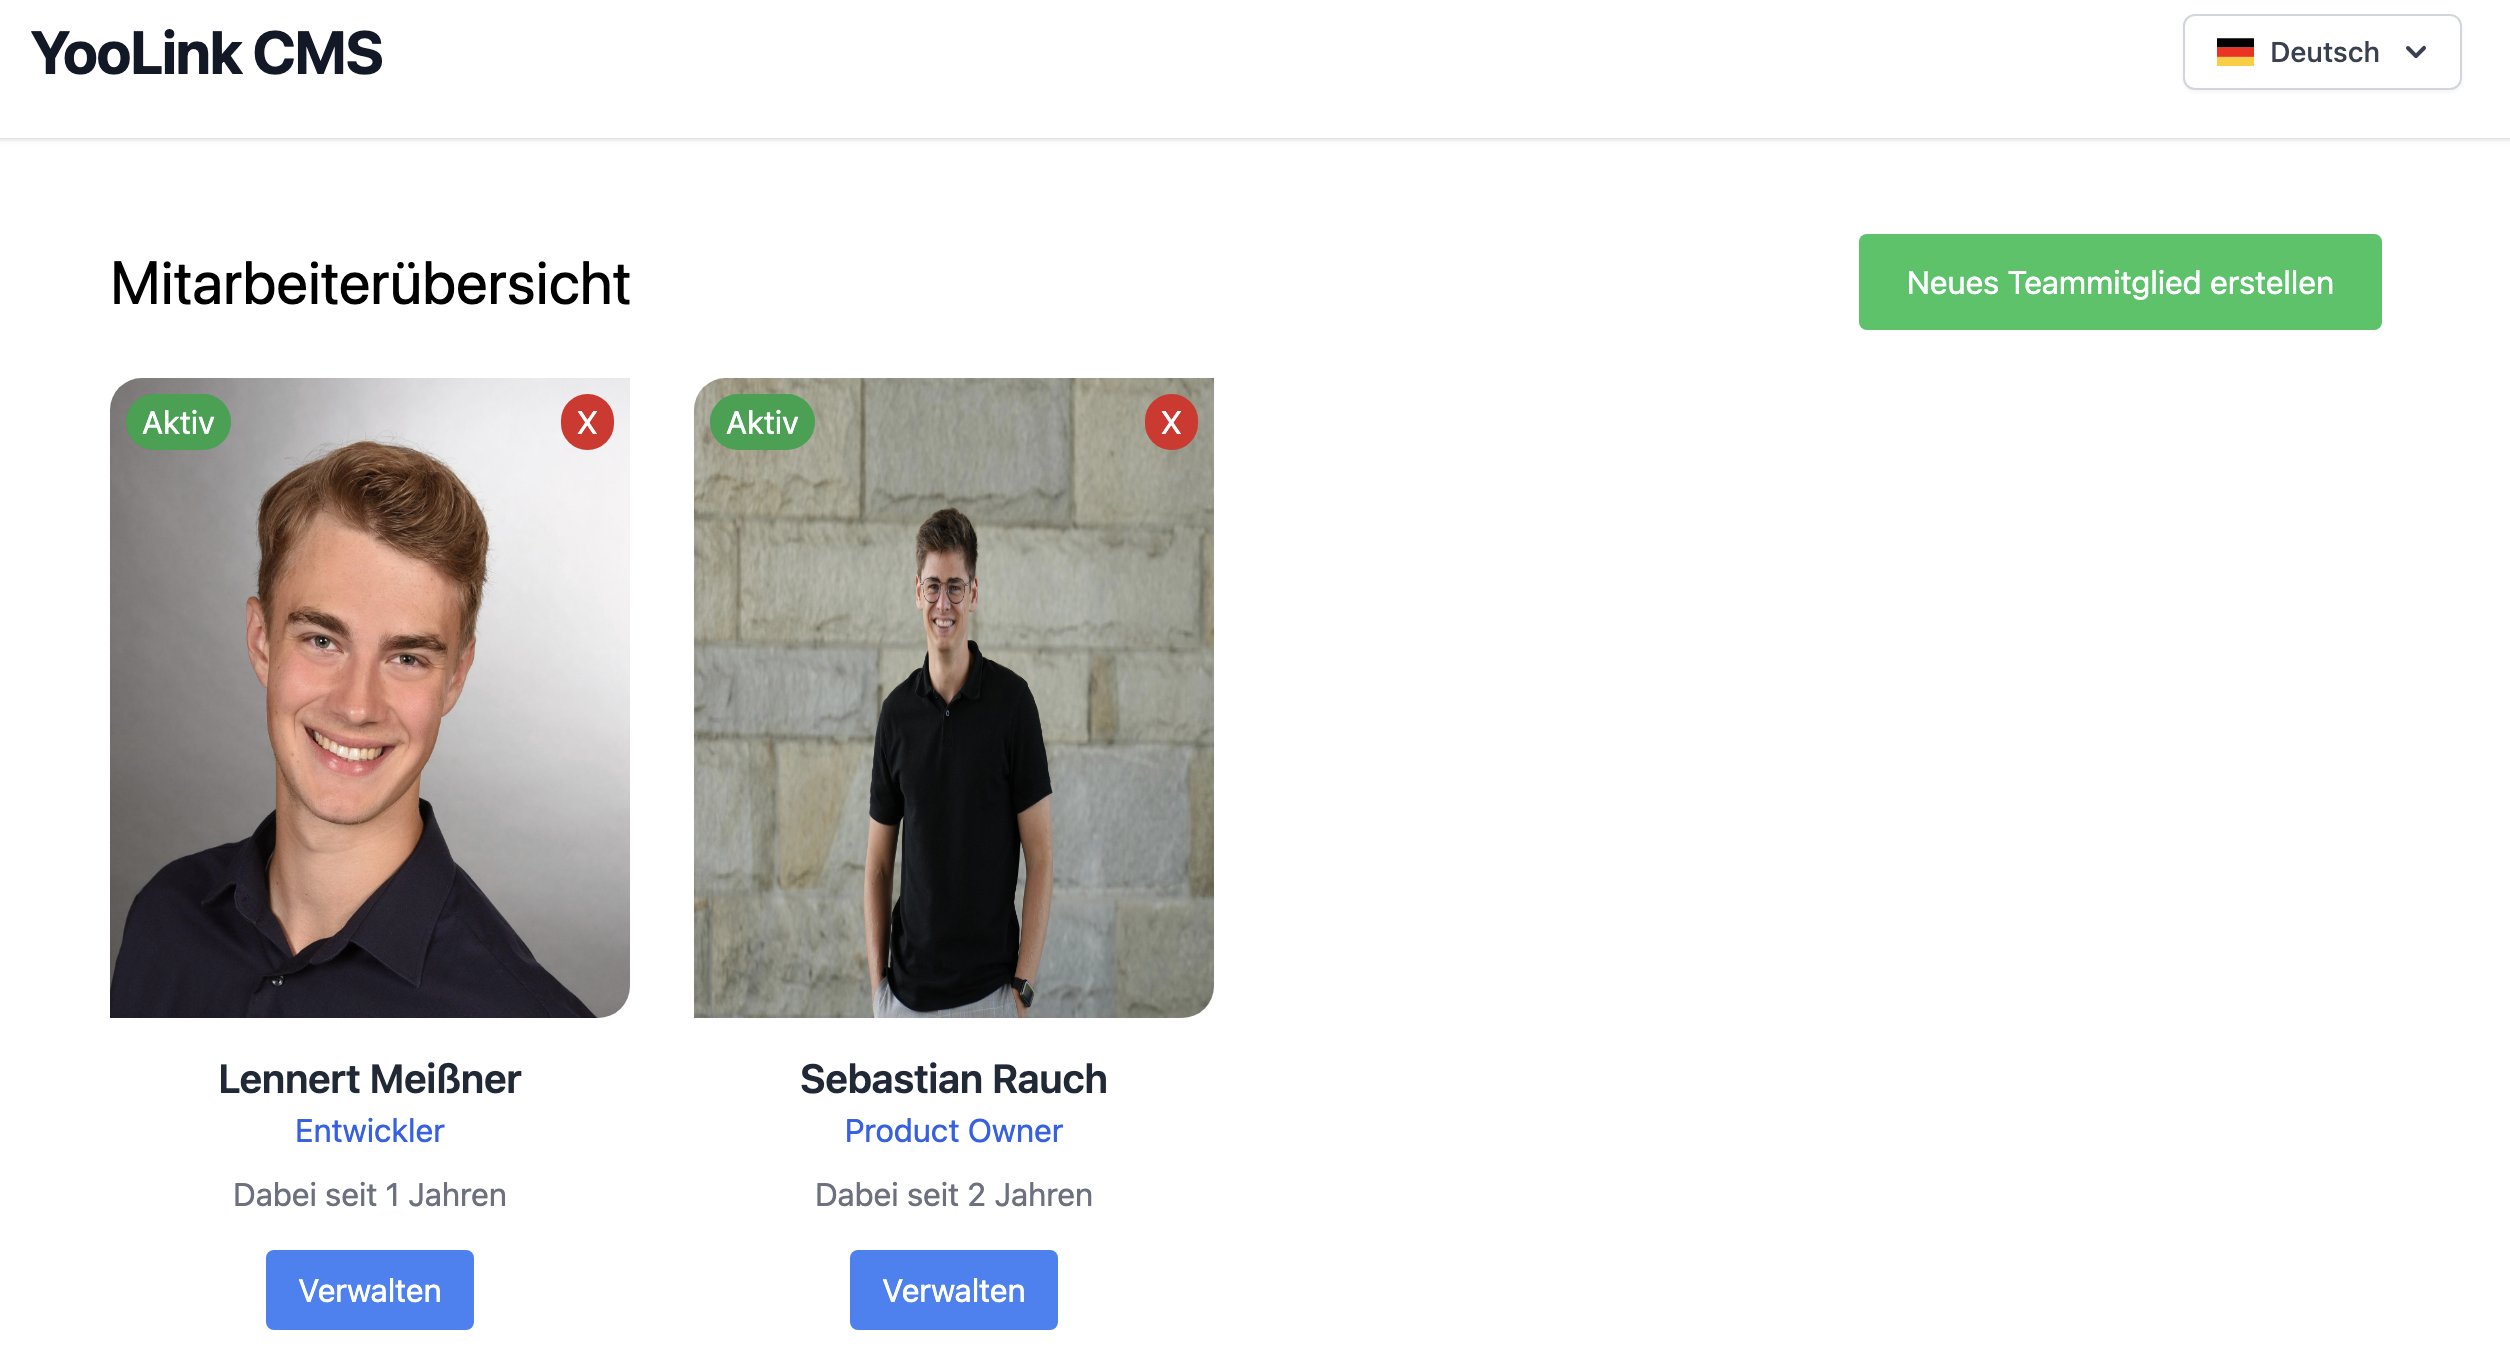 YooLink CMS
Deutsch
Mitarbeiterübersicht
Neues Teammitglied erstellen
Aktiv
X
Aktiv
X
Lennert Meißner
Entwickler
Dabei seit 1 Jahren
Verwalten
Sebastian Rauch
Product Owner
Dabei seit 2 Jahren
Verwalten